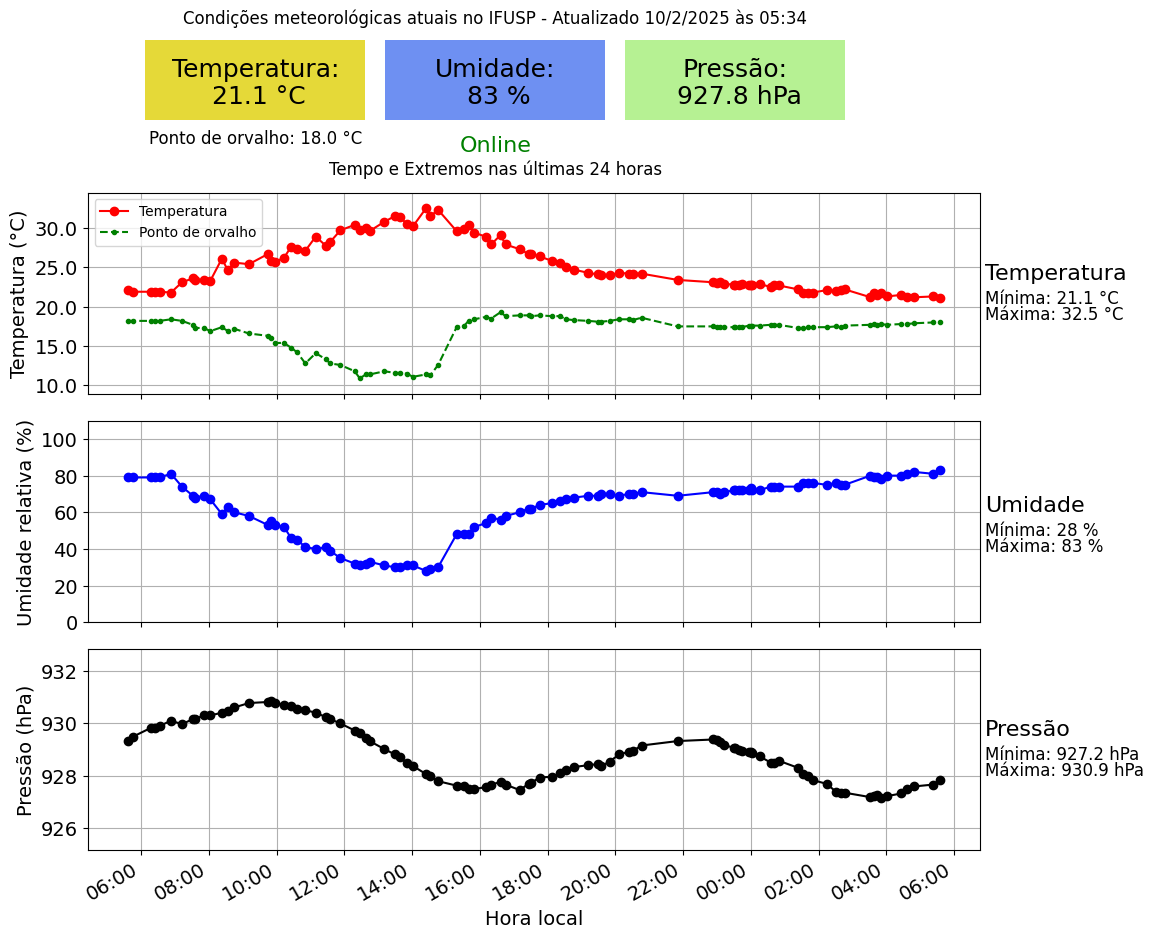 Condições meteorológicas atuais no IFUSP - Atualizado 10/2/2025 às 05:34
Temperatura:
21.1 °C
Umidade:
83 %
Pressão:
927.8 hPa
Ponto de orvalho: 18.0 °C
Online
Tempo e Extremos nas últimas 24 horas
Temperatura (°C)
30.0
25.0
20.0
15.0
10.0
Temperatura
Ponto de orvalho
Temperatura
Mínima: 21.1 °C
Máxima: 32.5 °C
Umidade relativa (%)
100
80
60
40
20
0
Umidade
Mínima: 28 %
Máxima: 83 %
Pressão (hPa)
932
930
928
926
Pressão
Mínima: 927.2 hPa
Máxima: 930.9 hPa
06:00
08:00
10:00
12:00
14:00
16:00
18:00
20:00
22:00
00:00
02:00
04:00
06:00
Hora local